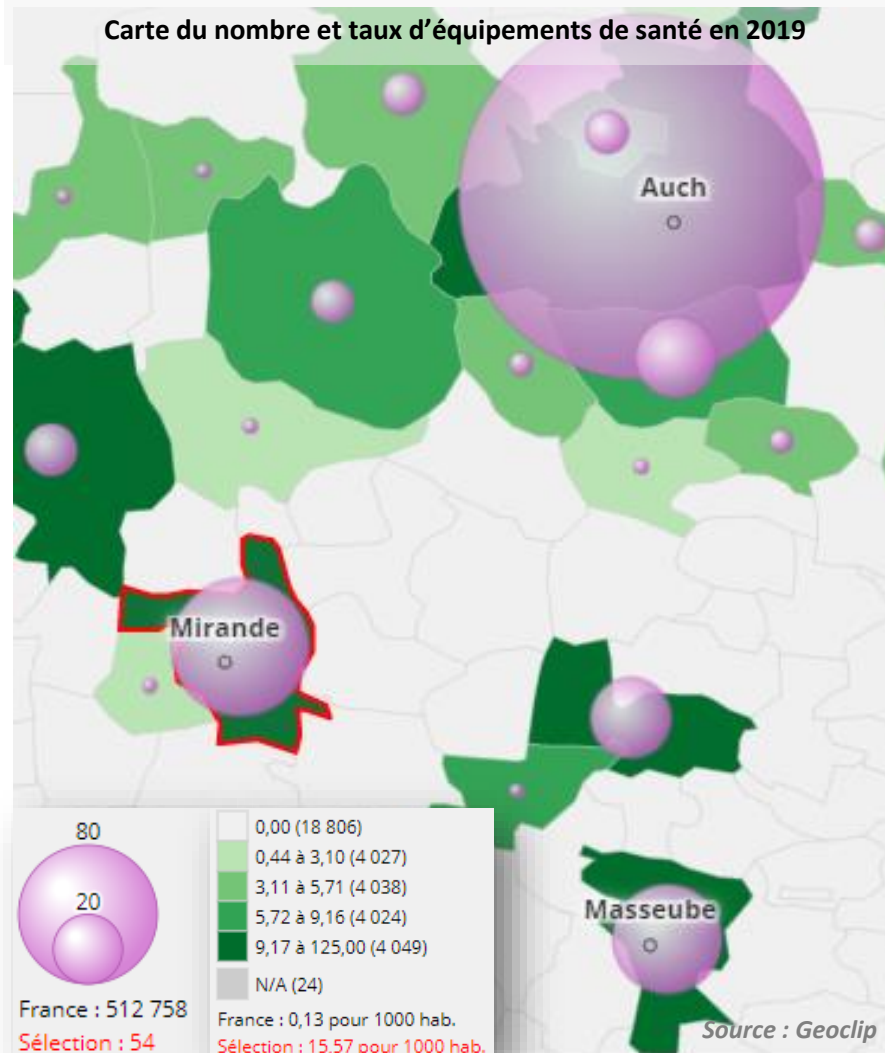 Carte du nombre et taux d’équipements de santé en 2019
Auch
Mirande
Masseube
80
20
France : 512 758
Sélection : 54
0,00 (18 806)
0,44 à 3,10 (4 027)
3,11 à 5,71 (4 038)
5,72 à 9,16 (4 024)
9,17 à 125,00 (4 049)
N/A (24)
France : 0,13 pour 1000 hab.
Sélection : 15,57 pour 1000 hab.
Source : Geoclip